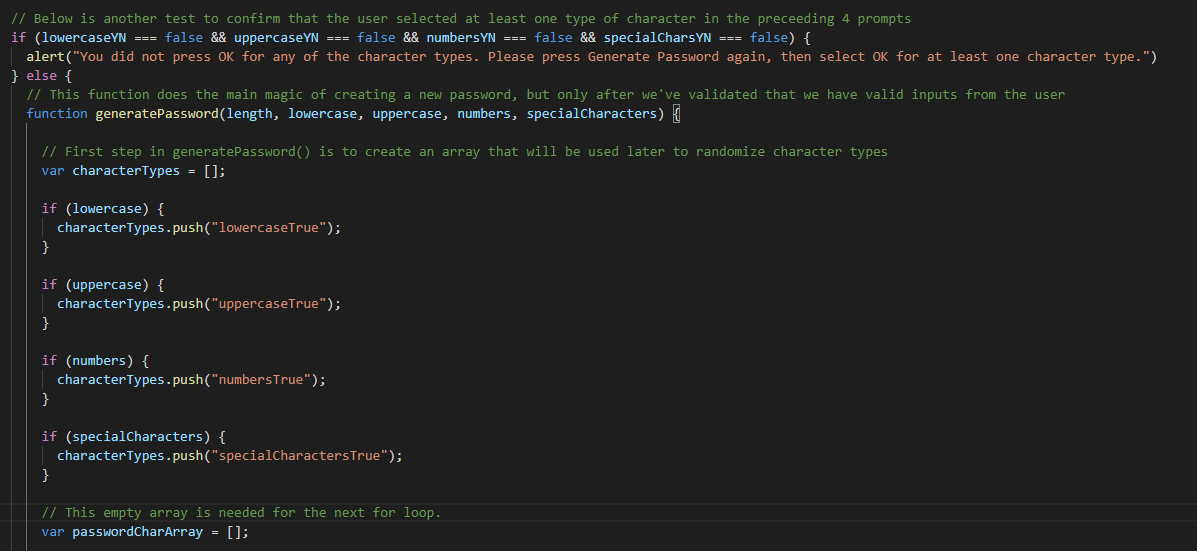 // Below is another test to confirm that the user selected at least one type of character in the preceeding 4 prompts
if (lowercaseYN === false && uppercaseYN === false && numbersYN === false && specialCharsYN === false) {
alert("You did not press OK for any of the character types. Please press Generate Password again, then select OK for at least one character type.")
} else {
// This function does the main magic of creating a new password, but only after we've validated that we have valid inputs from the user
function generatePassword(length, lowercase, uppercase, numbers, specialCharacters) {
// First step in generatePassword() is to create an array that will be used later to randomize character types
var characterTypes = [];
if (lowercase) {
characterTypes.push("lowercaseTrue");
}
if (uppercase) {
characterTypes.push("uppercaseTrue");
}
if (numbers) {
characterTypes.push("numbersTrue");
}
if (specialCharacters) {
characterTypes.push("specialCharactersTrue");
}
// This empty array is needed for the next for loop.
var passwordCharArray = [];